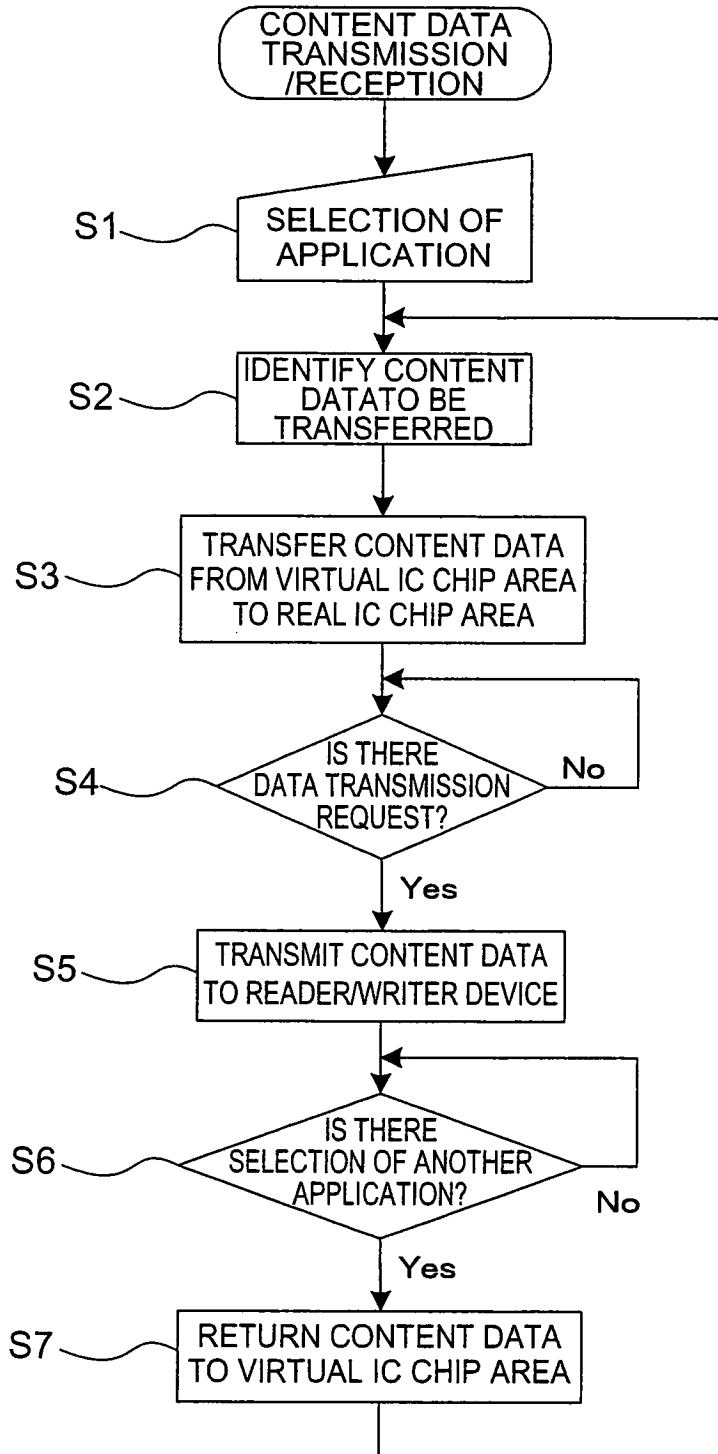 CONTENT DATA
TRANSMISSION
/RECEPTION
S1
SELECTION OF
APPLICATION
S2
IDENTIFY CONTENT
DATATO BE
TRANSFERRED
S3
TRANSFER CONTENT DATA
FROM VIRTUAL IC CHIP AREA
TO REAL IC CHIP AREA
S4
IS THERE
DATA TRANSMISSION
REQUEST?
No
Yes
S5
TRANSMIT CONTENT DATA
TO READER/WRITER DEVICE
S6
IS THERE
SELECTION OF ANOTHER
APPLICATION?
No
Yes
S7
RETURN CONTENT DATA
TO VIRTUAL IC CHIP AREA